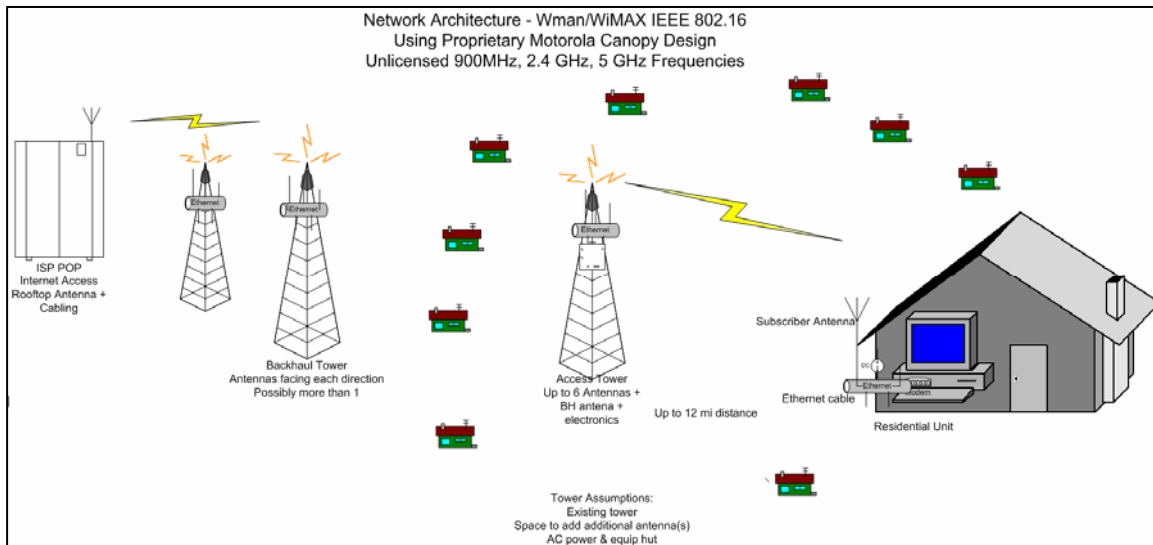 Network Architecture - Wman/WiMAX IEEE 802.16
Using Proprietary Motorola Canopy Design
Unlicensed 900MHz, 2.4 GHz, 5 GHz Frequencies
Ethernet
Ethernet
Ethernet
ISP POP
Internet Access
Rooftop Antenna +
Cabling
Backhaul Tower
Antennas facing each direction
Possibly more than 1
Access Tower
Up to 6 Antennas +
BH antena +
electronics
Up to 12 mi distance
Subscriber Antenna
DC
Ethernet
Modem
Ethernet cable
Residential Unit
Tower Assumptions:
Existing tower
Space to add additional antenna(s)
AC power & equip hut